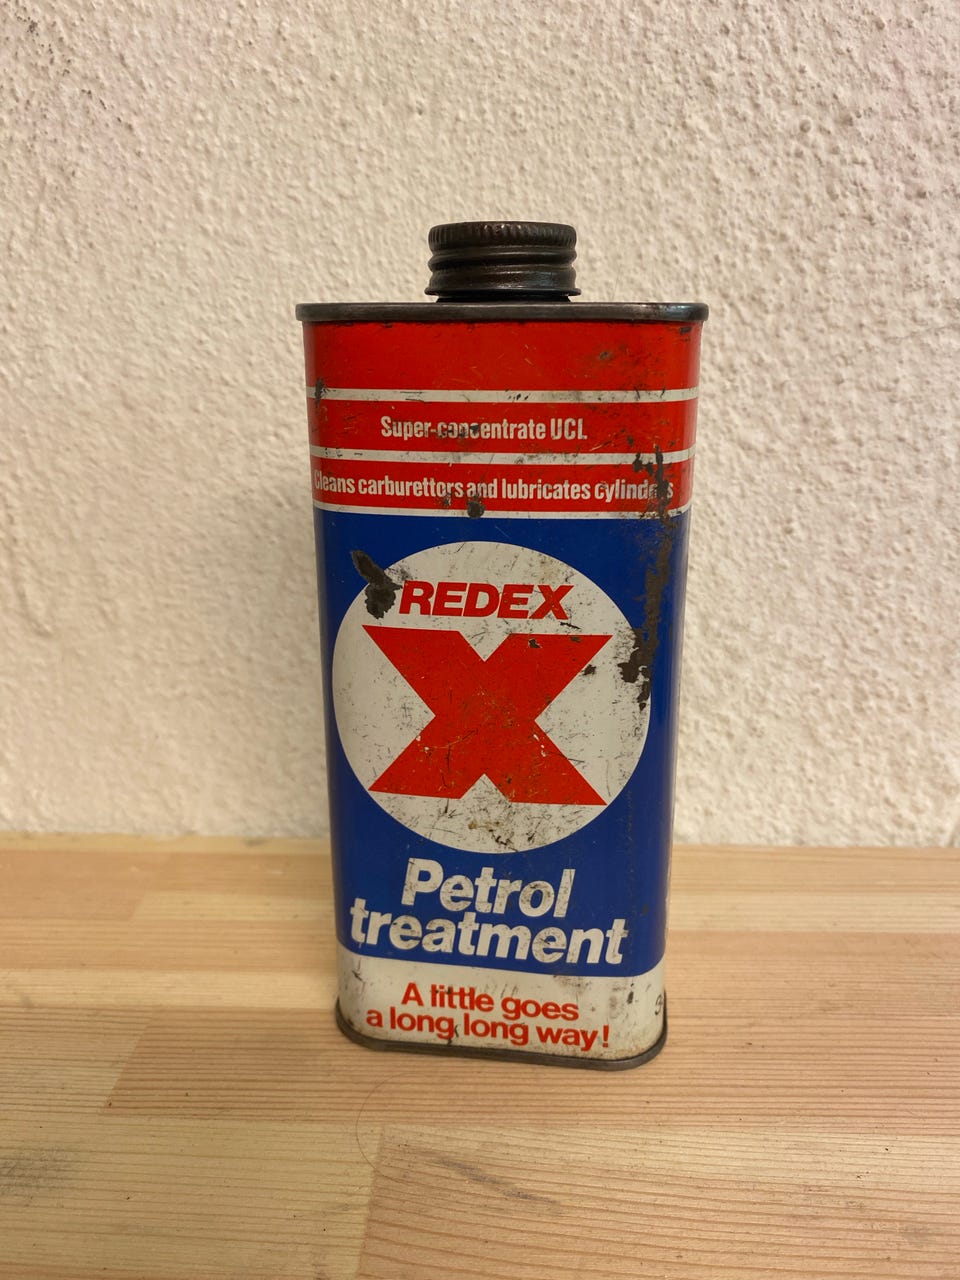 Super-concentrate UCL
Cleans carburettors and lubricates cylinders
REDEX
X
Petrol
treatment
A little goes
a long long way!